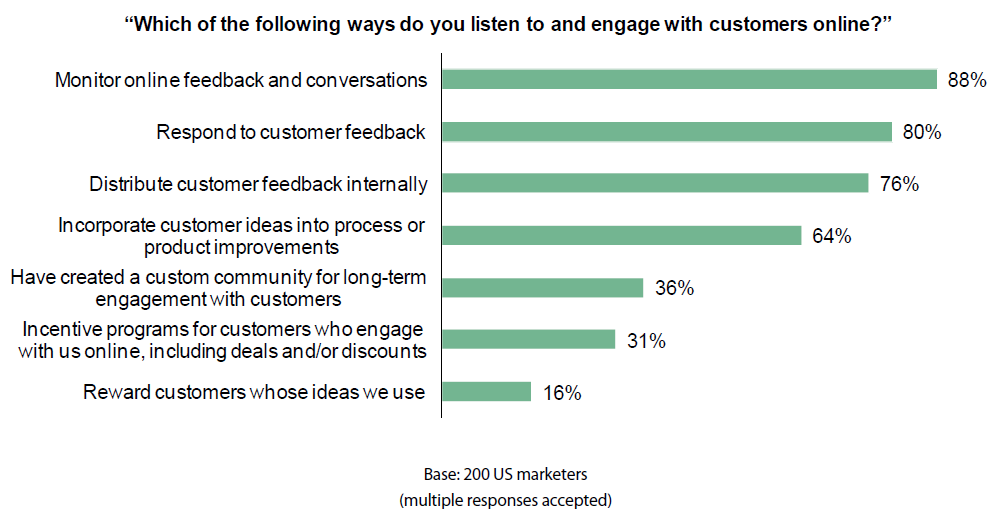 “Which of the following ways do you listen to and engage with customers online?”
Monitor online feedback and conversations
88%
Respond to customer feedback
80%
Distribute customer feedback internally
76%
Incorporate customer ideas into process or
product improvements
64%
Have created a custom community for long-term
engagement with customers
36%
Incentive programs for customers who engage
with us online, including deals and/or discounts
31%
Reward customers whose ideas we use
16%
Base: 200 US marketers
(multiple responses accepted)